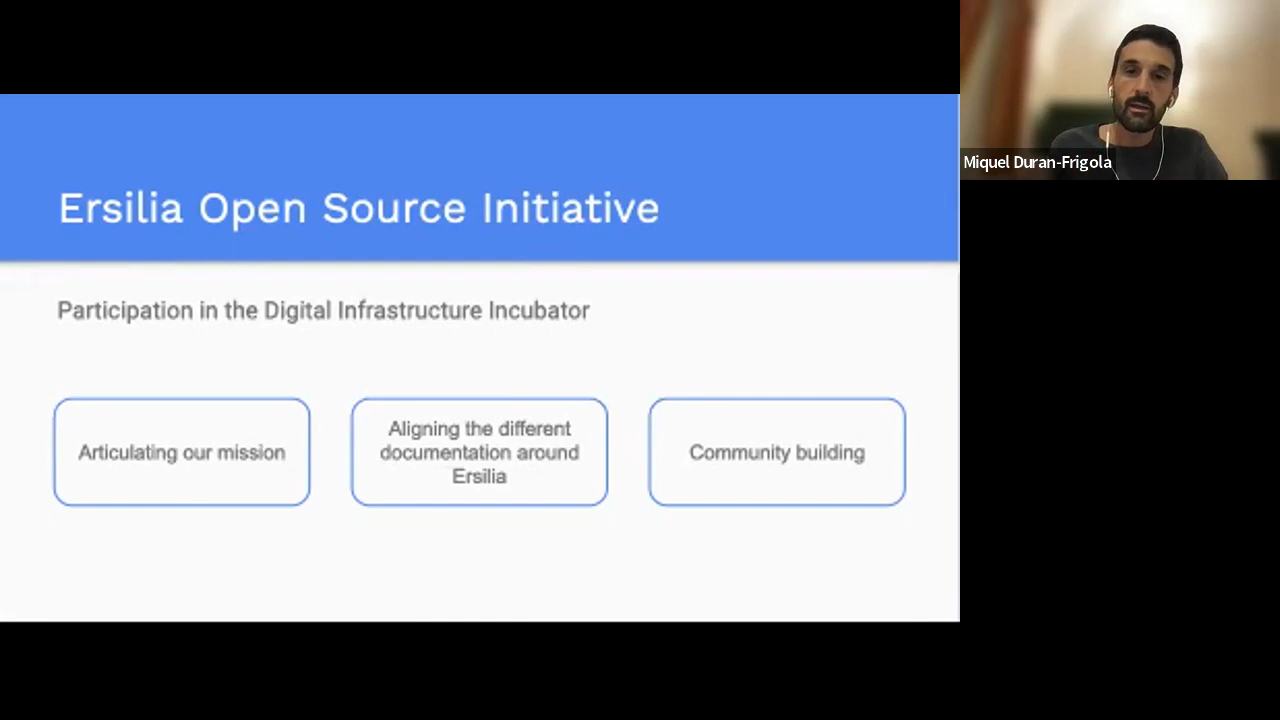 Ersilia Open Source Initiative
Participation in the Digital Infrastructure Incubator
Articulating our mission
Aligning the different
documentation around
Ersilia
Community building
Miquel Duran-Frigola